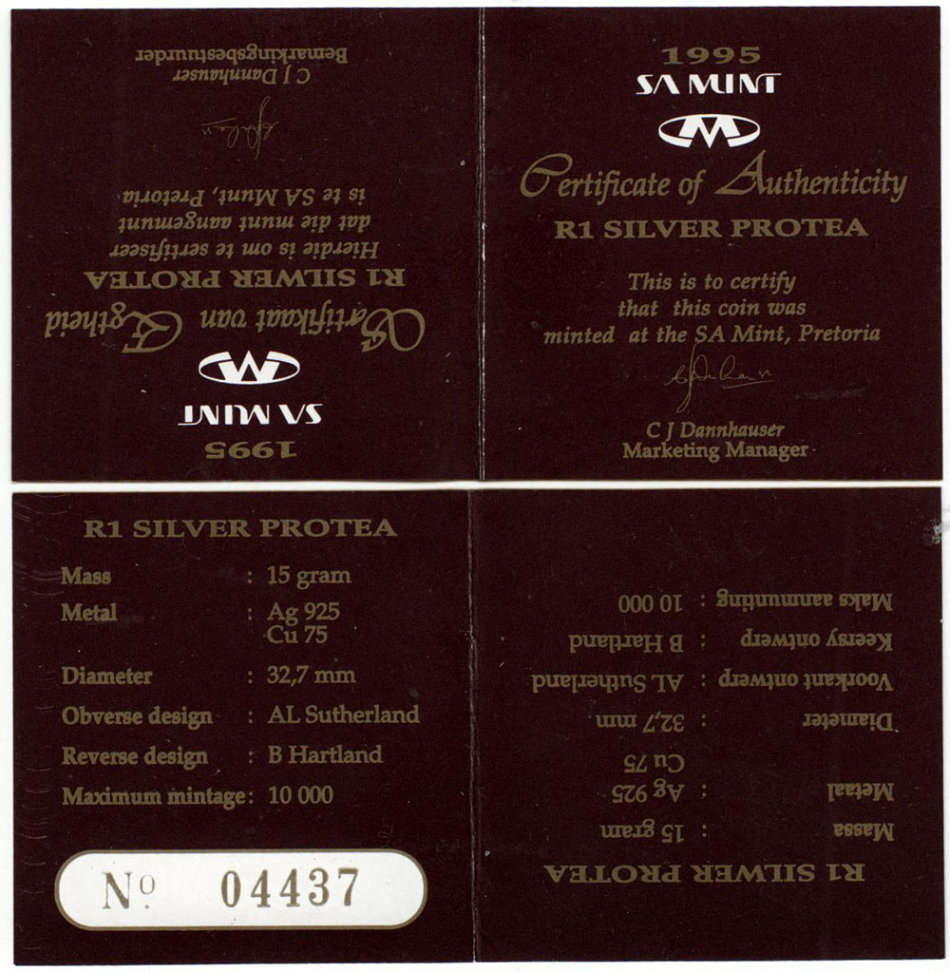 1995
SA MINT
Certificate of Authenticity
R1 SILVER PROTEA
This is to certify
that this coin was
minted at the SA Mint, Pretoria
C J Dannhauser
Marketing Manager
1995
SA MUNT
Sertifikaat van Egtheid
R1 SILWER PROTEA
Hierdie is om te sertifiseer
dat die munt aangemunt
is te SA Munt, Pretoria
C J Dannhauser
Bemarkingsbestuurder
R1 SILVER PROTEA
Mass : 15 gram
Metal : Ag 925
Cu 75
Diameter : 32,7 mm
Obverse design : AL Sutherland
Reverse design : B Hartland
Maximum mintage : 10 000
Nº 04437
R1 SILWER PROTEA
Massa : 15 gram
Metaal : Ag 925
Cu 75
Diameter : 32,7 mm
Voorkant ontwerp : AL Sutherland
Keersy ontwerp : B Hartland
Maks aanmunting : 10 000